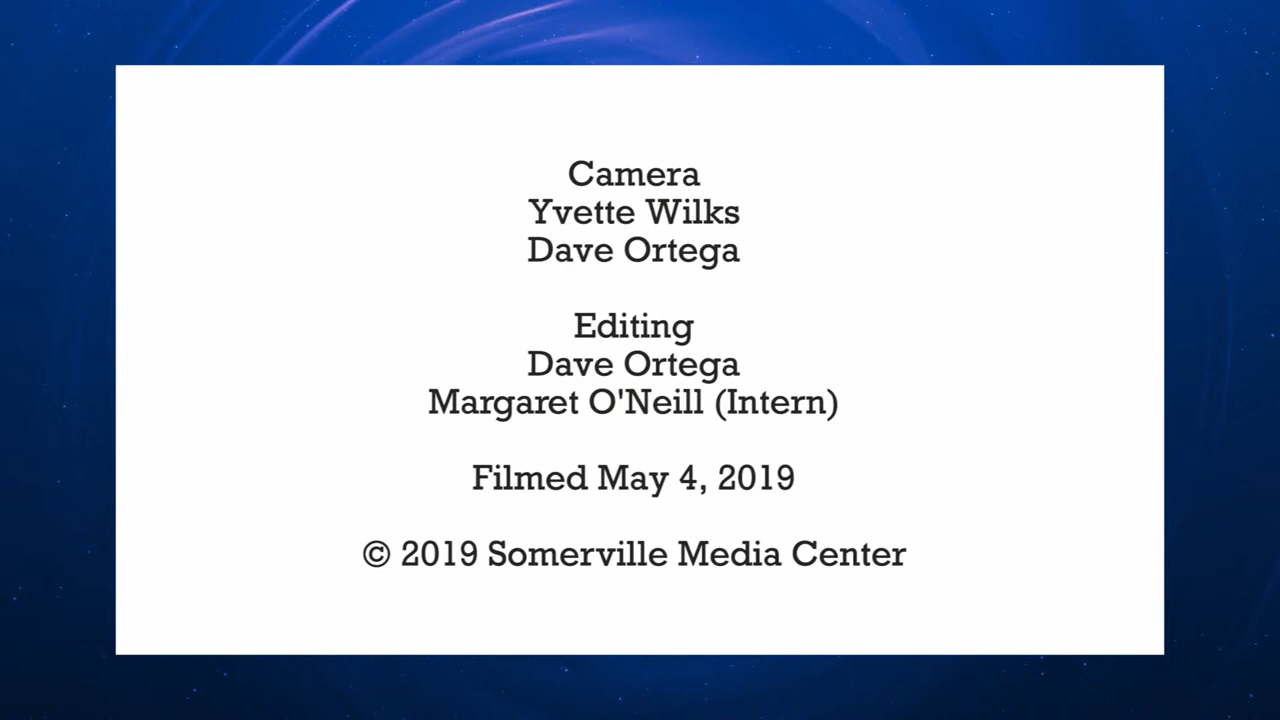 Camera
Yvette Wilks
Dave Ortega
Editing
Dave Ortega
Margaret O'Neill (Intern)
Filmed May 4, 2019
© 2019 Somerville Media Center